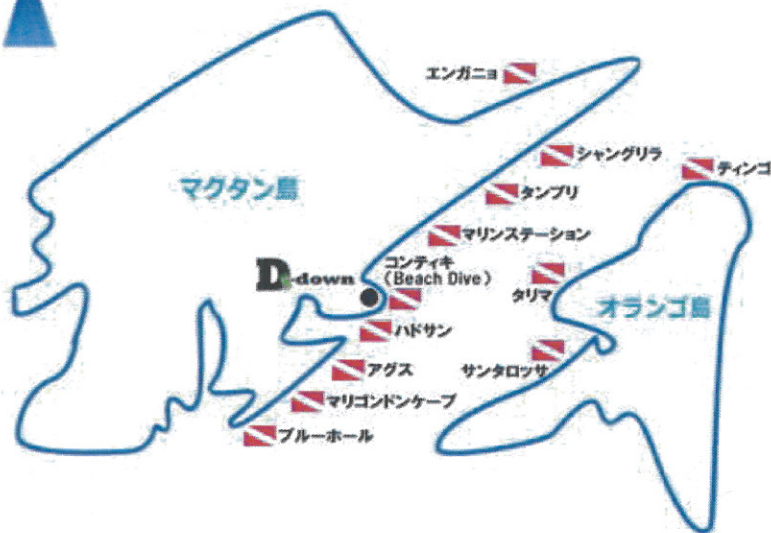 エンガニョ
シャングリラ
ティンゴ
タンブリ
マクタン島
マリンステーション
D-down
コンティキ
(Beach Dive)
タリマ
オランゴ島
ハドサン
サンタロッサ
アグス
マリゴンドンケーブ
ブルーホール